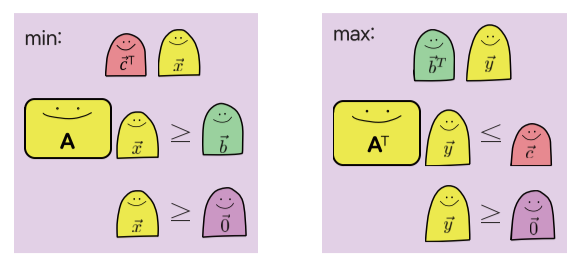 min:
c⃗ᵀ x⃗
A x⃗ ≥ b⃗
x⃗ ≥ 0⃗
max:
b⃗ᵀ y⃗
Aᵀ y⃗ ≤ c⃗
y⃗ ≥ 0⃗